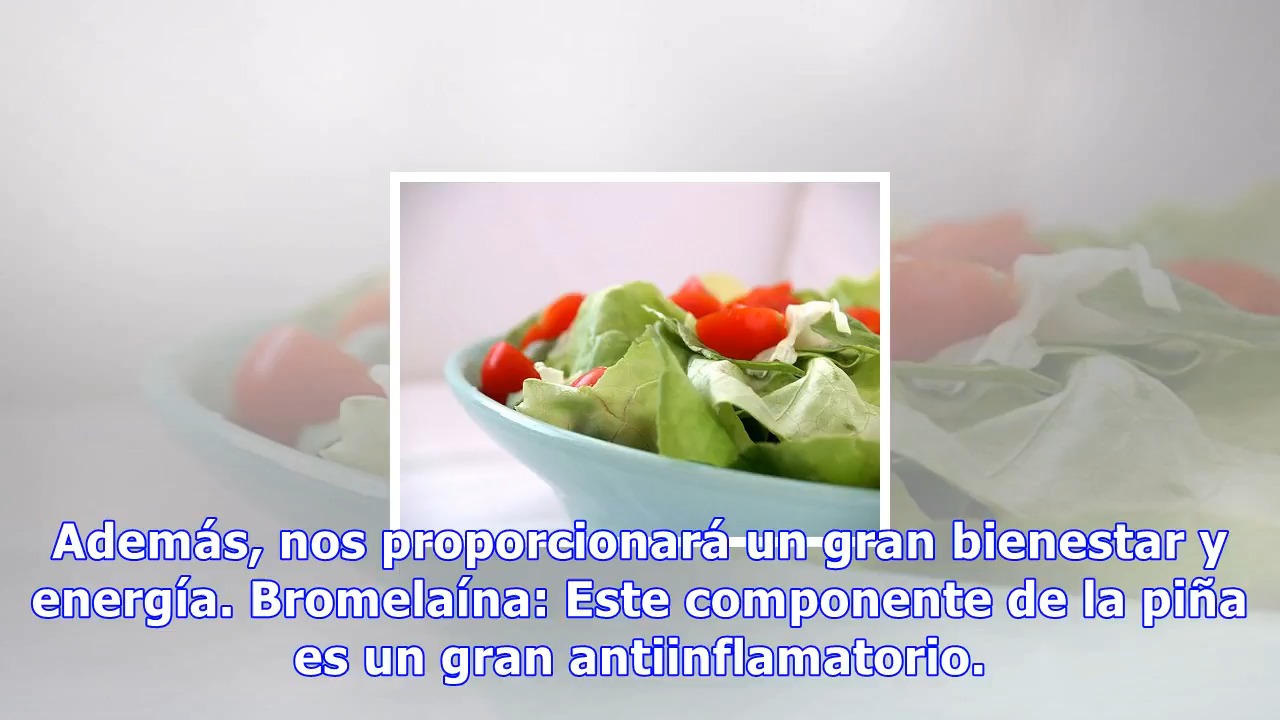 Además, nos proporcionará un gran bienestar y
energía. Bromelaína: Este componente de la piña
es un gran antiinflamatorio.